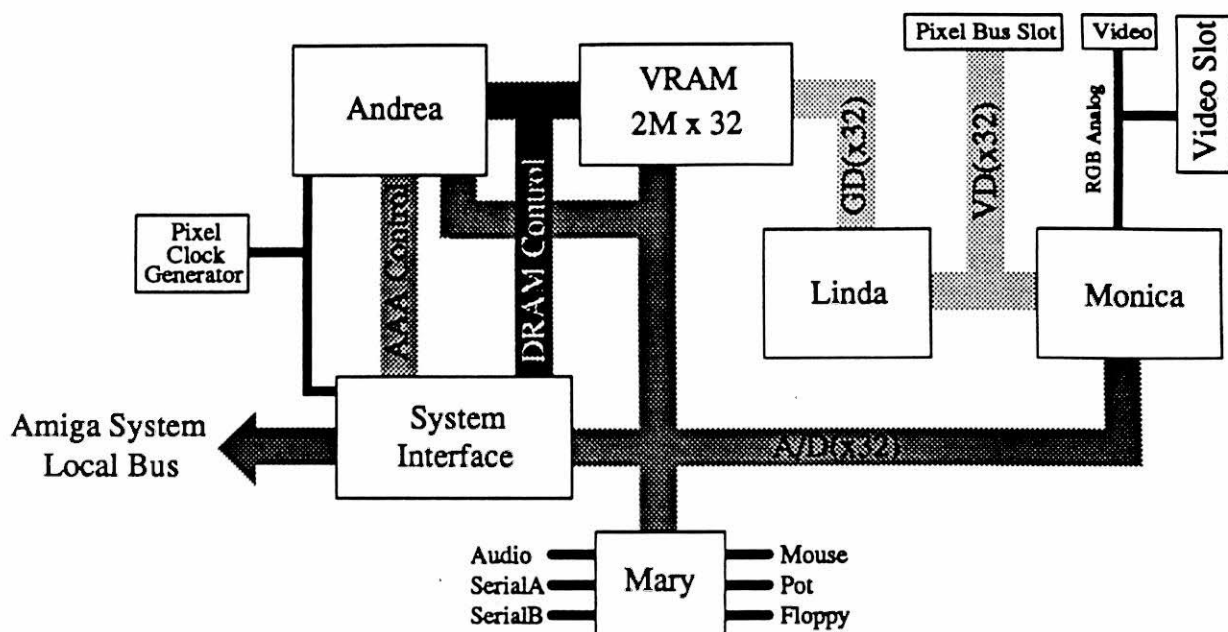 Pixel Bus Slot
Video
Video Slot
Andrea
VRAM
2M x 32
RGB Analog
GD(x32)
VD(x32)
Pixel
Clock
Generator
AAA Control
DRAM Control
Linda
Monica
Amiga System
Local Bus
System
Interface
A/D(x32)
Audio
SerialA
SerialB
Mary
Mouse
Pot
Floppy